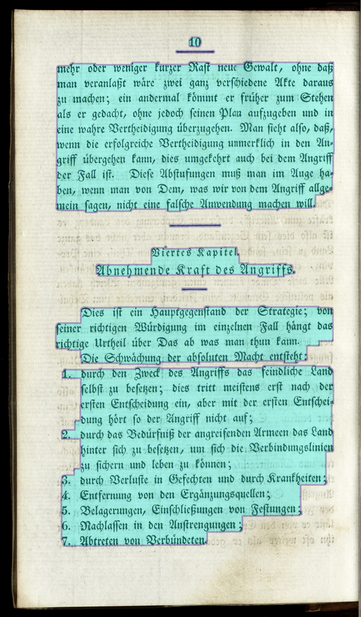 10
mehr oder weniger kurzer Rast neue Gewalt, ohne daß
man veranlaßt wäre zwei ganz verschiedene Akte daraus
zu machen; ein andermal kömmt er früher zum Stehen
als er gedacht, ohne jedoch seinen Plan aufzugeben und in
eine wahre Vertheidigung überzugehen. Man sieht also, daß,
wenn die erfolgreiche Vertheidigung unmerklich in den An-
griff übergehen kann, dies umgekehrt auch bei dem Angriff
der Fall ist. Diese Abstufungen muß man im Auge ha-
ben, wenn man von Dem, was wir von dem Angriff allge-
mein sagen, nicht eine falsche Anwendung machen will.
Viertes Kapitel.
Abnehmende Kraft des Angriffs.
Dies ist ein Hauptgegenstand der Strategie; von
seiner richtigen Würdigung im einzelnen Fall hängt das
richtige Urtheil über Das ab was man thun kann.
Die Schwächung der absoluten Macht entsteht:
1. durch den Zweck des Angriffs das feindliche Land
selbst zu besetzen; dies tritt meistens erst nach der
ersten Entscheidung ein, aber mit der ersten Entschei-
dung hört so der Angriff nicht auf;
2. durch das Bedürfniß der angreifenden Armeen das Land
hinter sich zu besetzen, um sich die Verbindungslinien
zu sichern und leben zu können;
3. durch Verluste in Gefechten und durch Krankheiten;
4. Entfernung von den Ergänzungsquellen;
5. Belagerungen, Einschließungen von Festungen;
6. Nachlassen in den Anstrengungen;
7. Abtreten von Verbündeten.